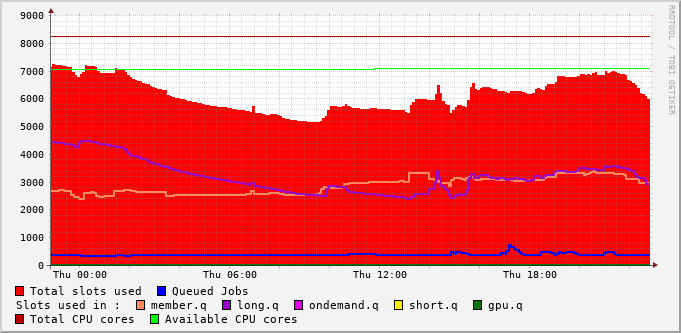 9000
8000
7000
6000
5000
4000
3000
2000
1000
0
Thu 00:00 Thu 06:00 Thu 12:00 Thu 18:00
Total slots used Queued Jobs
Slots used in : member.q long.q ondemand.q short.q gpu.q
Total CPU cores Available CPU cores
RRDTOOL / TOBI OETIKER